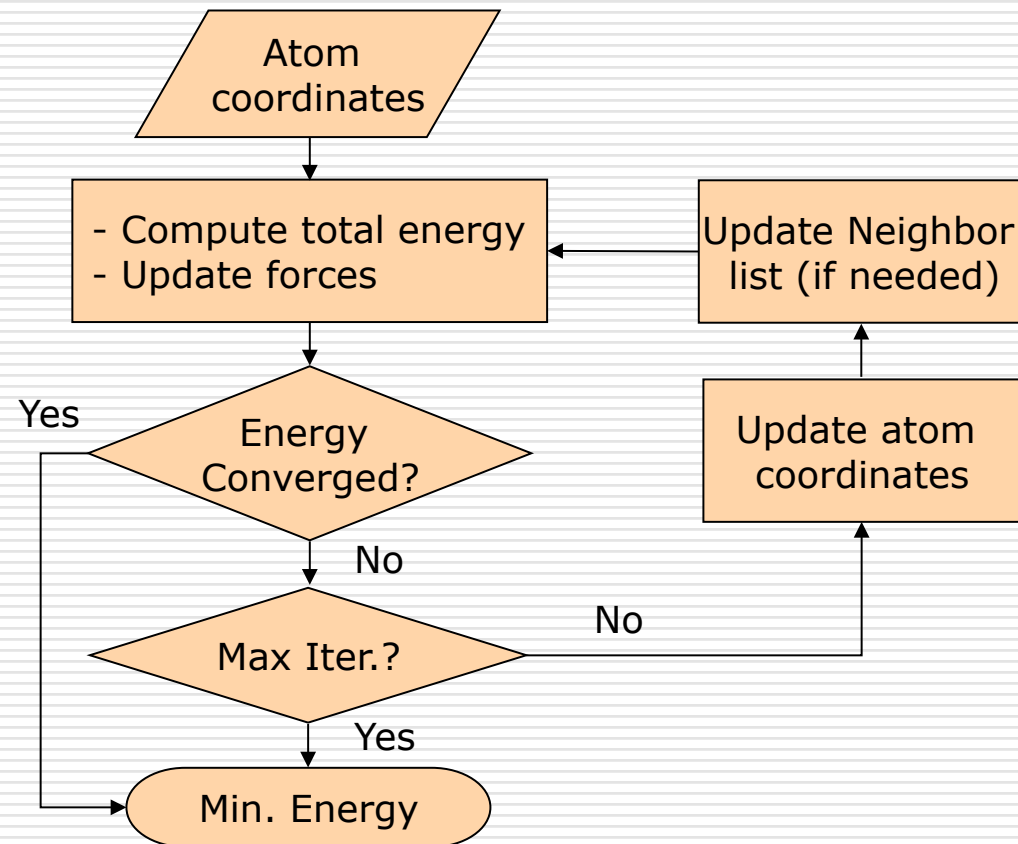 Atom
coordinates
- Compute total energy
- Update forces
Update Neighbor
list (if needed)
Yes
Energy
Converged?
Update atom
coordinates
No
Max Iter.?
No
Yes
Min. Energy